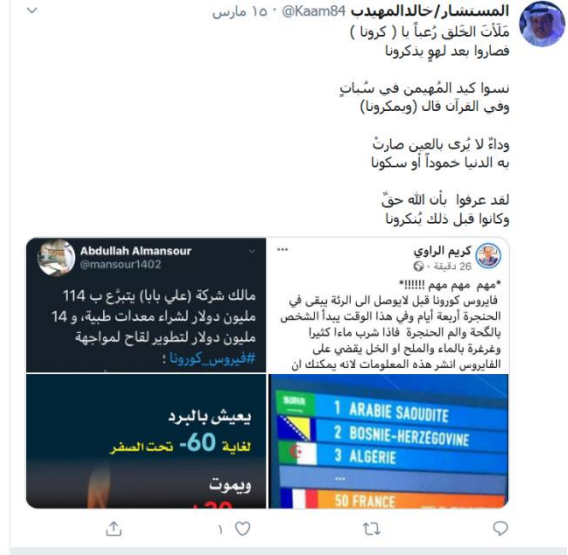 المستشار/خالدالمهيدب @Kaam84 · ١٥ مارس
مَلَأتَ الخَلق رُعباً يا ( كرونا )
فصاروا بعد لهوٍ يذكرونا
نسوا كيد المُهيمن في سُباتٍ
وفي القرآن قال (ويمكرونا)
وداءٌ لا يُرى بالعين صارتْ
به الدنيا خموداً أو سكونا
لقد عرفوا بأن الله حقٌ
وكانوا قبل ذلك يُنكرونا
كريم الراوي
26 دقيقة ·
*مهم مهم مهم !!!!!!*
فايروس كورونا قبل لايوصل الى الرئة يبقى في
الحنجرة أربعة أيام وفي هذا الوقت يبدأ الشخص
بالگحة والم الحنجرة فاذا شرب ماءا كثيرا
وغرغرة بالماء والملح او الخل يقضي على
الفايروس انشر هذه المعلومات لانه يمكنك ان
Abdullah Almansour
@mansour1402
مالك شركة (علي بابا) يتبرَّع ب 114
مليون دولار لشراء معدات طبية، و 14
مليون دولار لتطوير لقاح لمواجهة
#فيروس_كورونا ؛
1 ARABIE SAOUDITE
2 BOSNIE-HERZÉGOVINE
3 ALGÉRIE
...
50 FRANCE
يعيش بالبرد
لغاية 60- تحت الصفر
ويموت
١